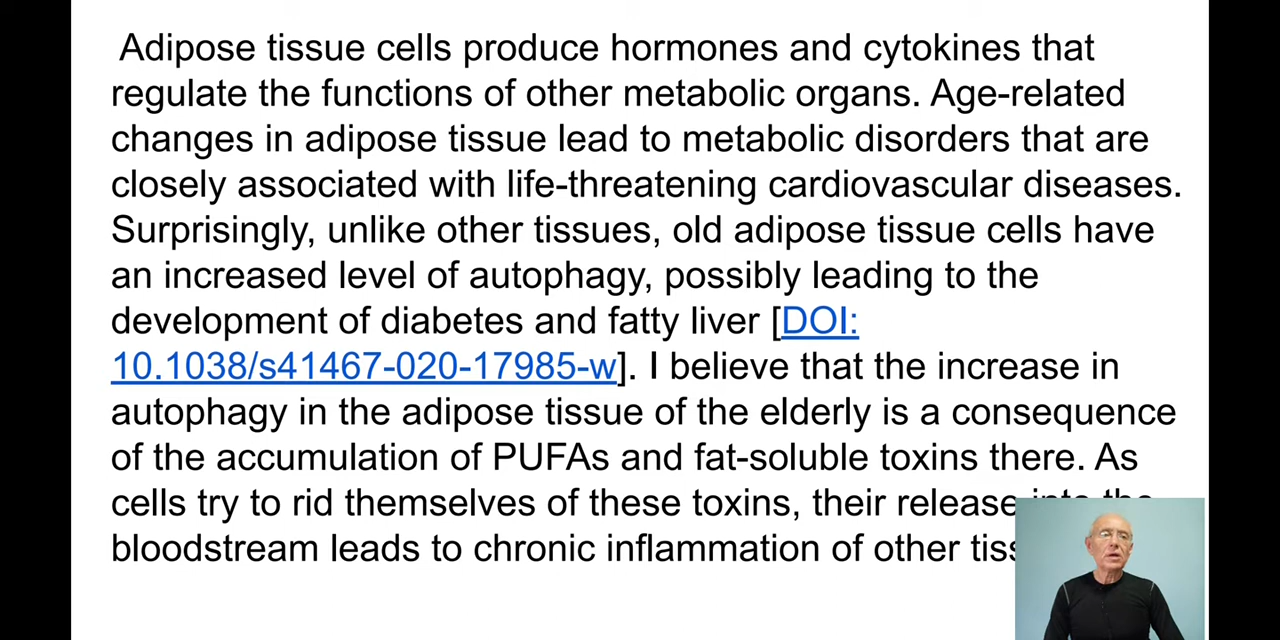 Adipose tissue cells produce hormones and cytokines that
regulate the functions of other metabolic organs. Age-related
changes in adipose tissue lead to metabolic disorders that are
closely associated with life-threatening cardiovascular diseases.
Surprisingly, unlike other tissues, old adipose tissue cells have
an increased level of autophagy, possibly leading to the
development of diabetes and fatty liver [DOI:
10.1038/s41467-020-17985-w]. I believe that the increase in
autophagy in the adipose tissue of the elderly is a consequence
of the accumulation of PUFAs and fat-soluble toxins there. As
cells try to rid themselves of these toxins, their release into the
bloodstream leads to chronic inflammation of other